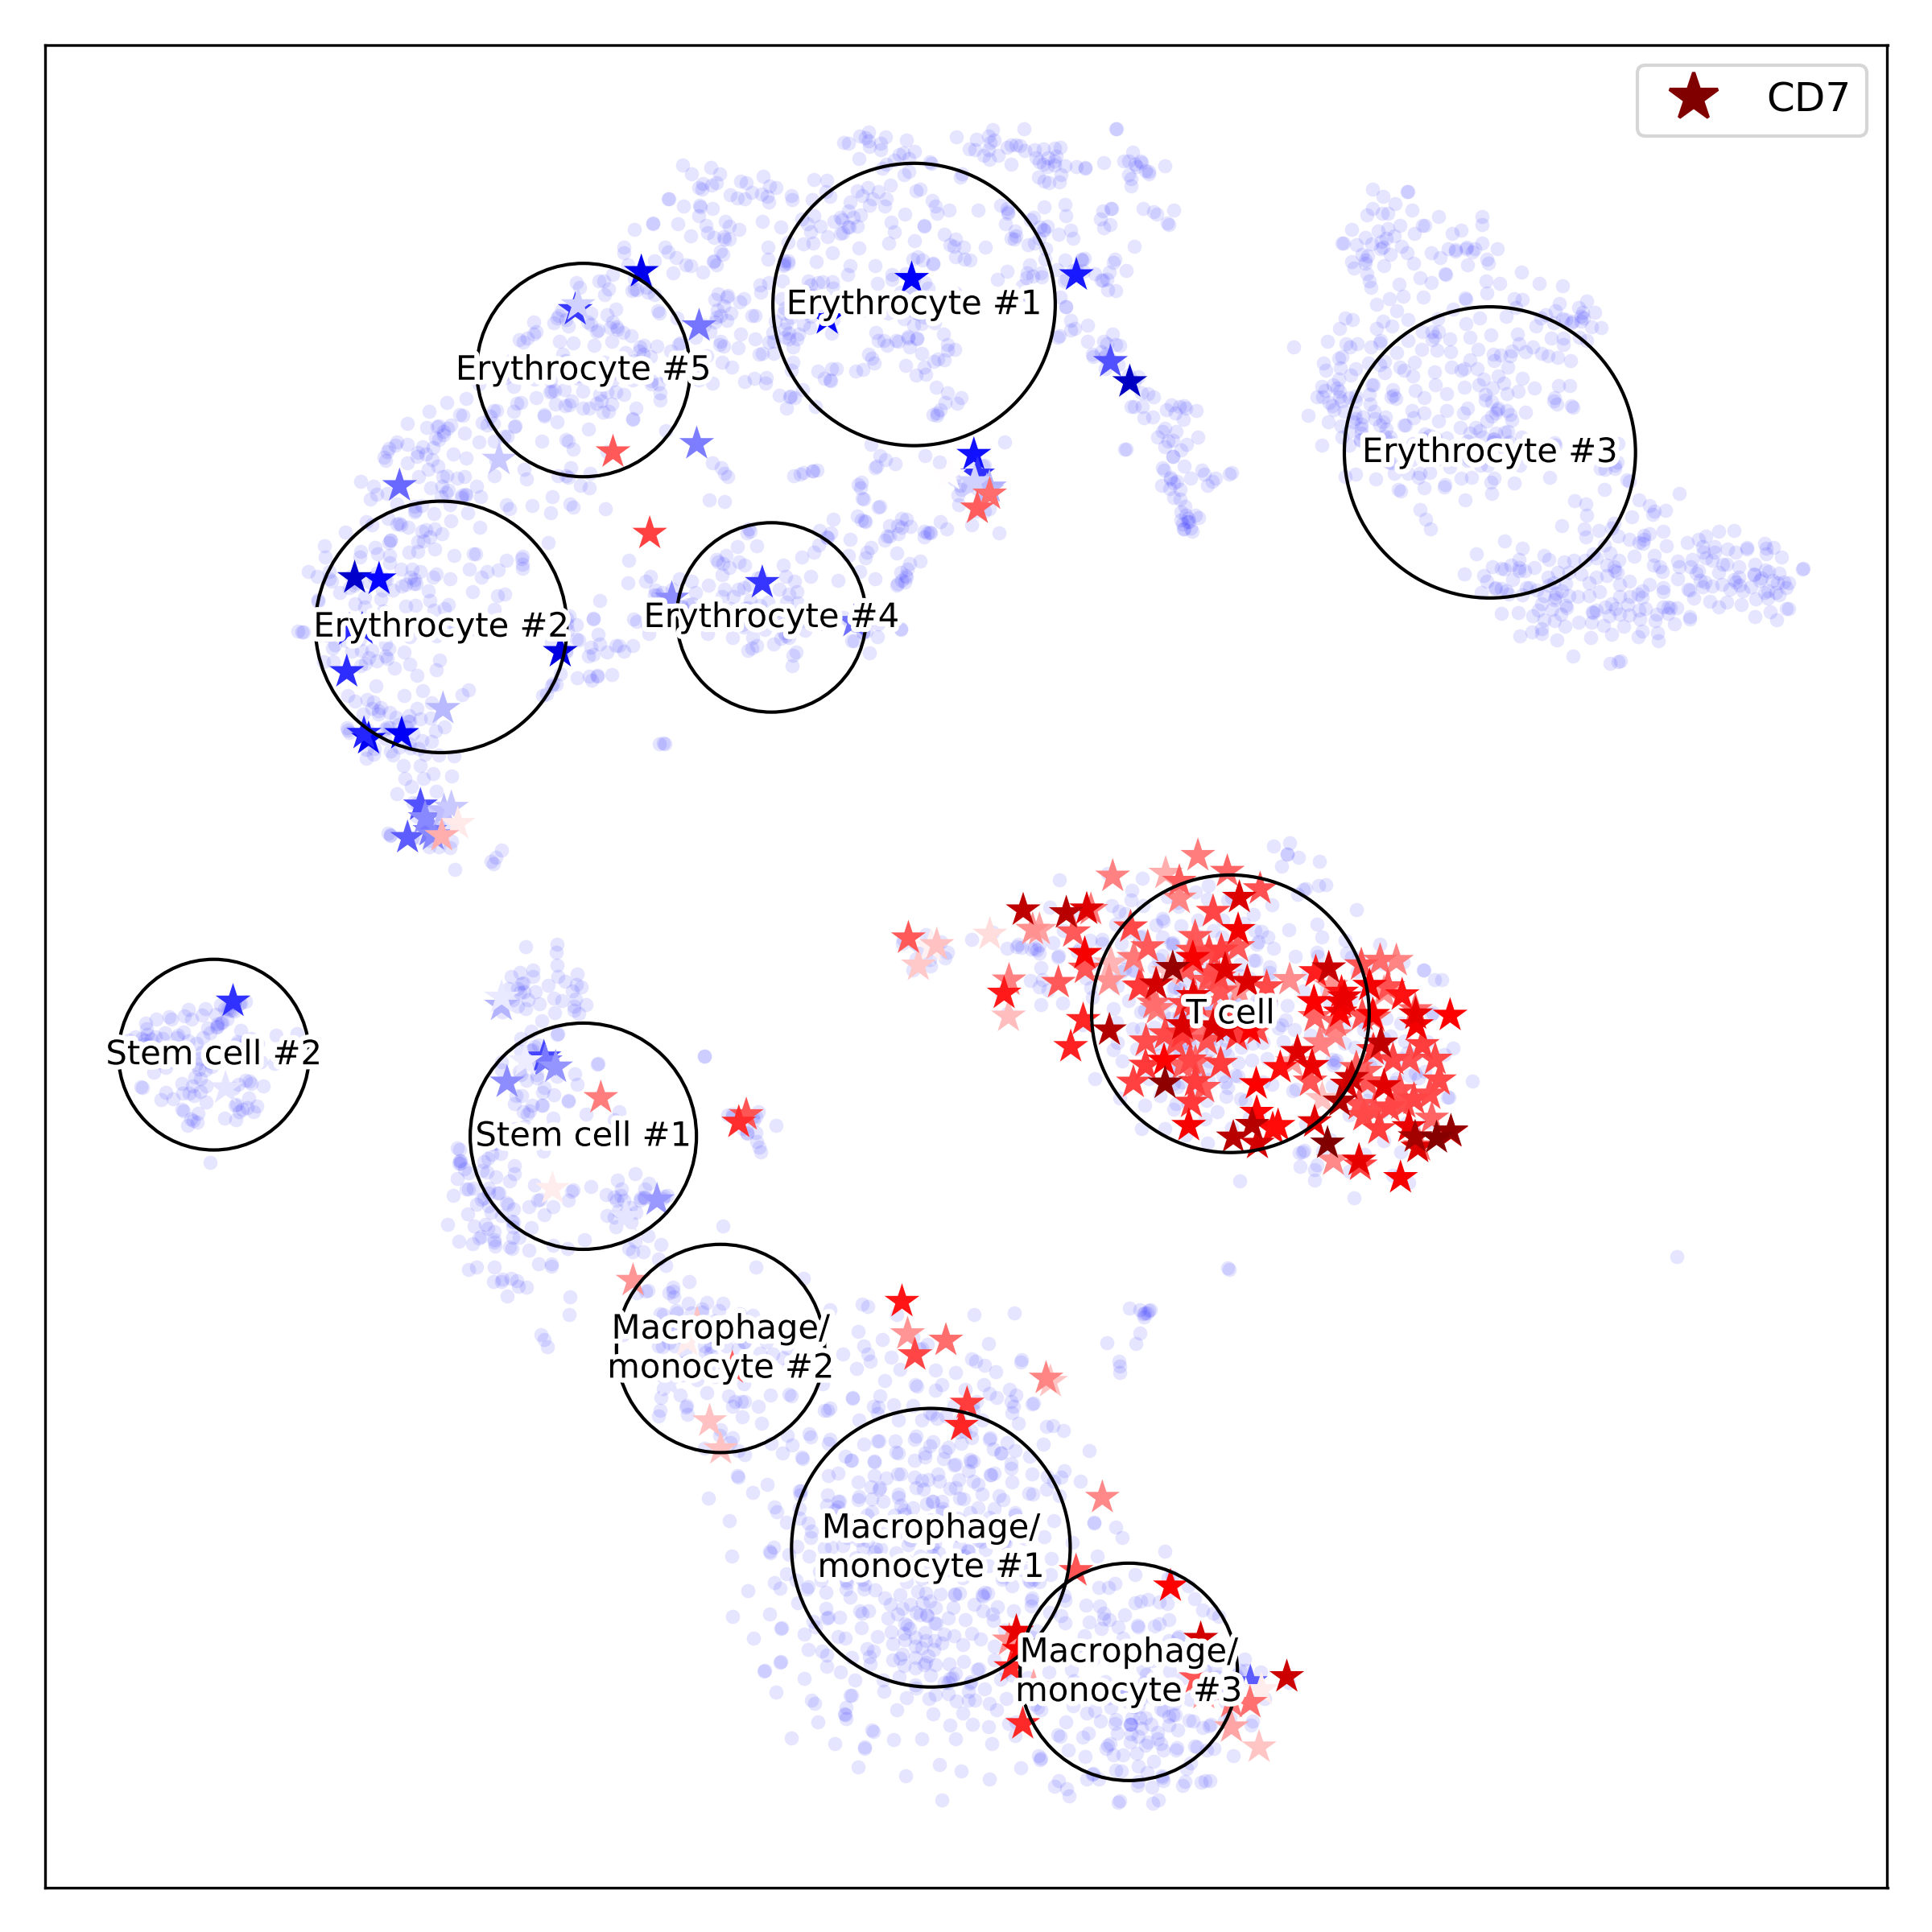 CD7
Erythrocyte #1
Erythrocyte #5
Erythrocyte #3
Erythrocyte #2
Erythrocyte #4
T cell
Stem cell #2
Stem cell #1
Macrophage/
monocyte #2
Macrophage/
monocyte #1
Macrophage/
monocyte #3